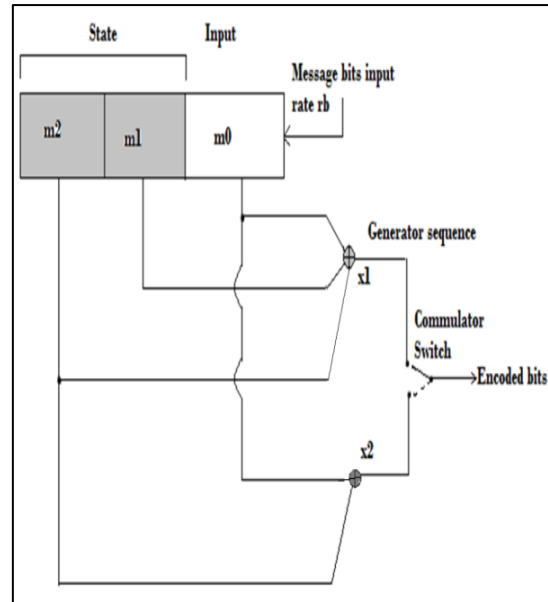 State
Input
Message bits input
rate rb
m2
m1
m0
Generator sequence
x1
Commulator
Switch
Encoded bits
x2